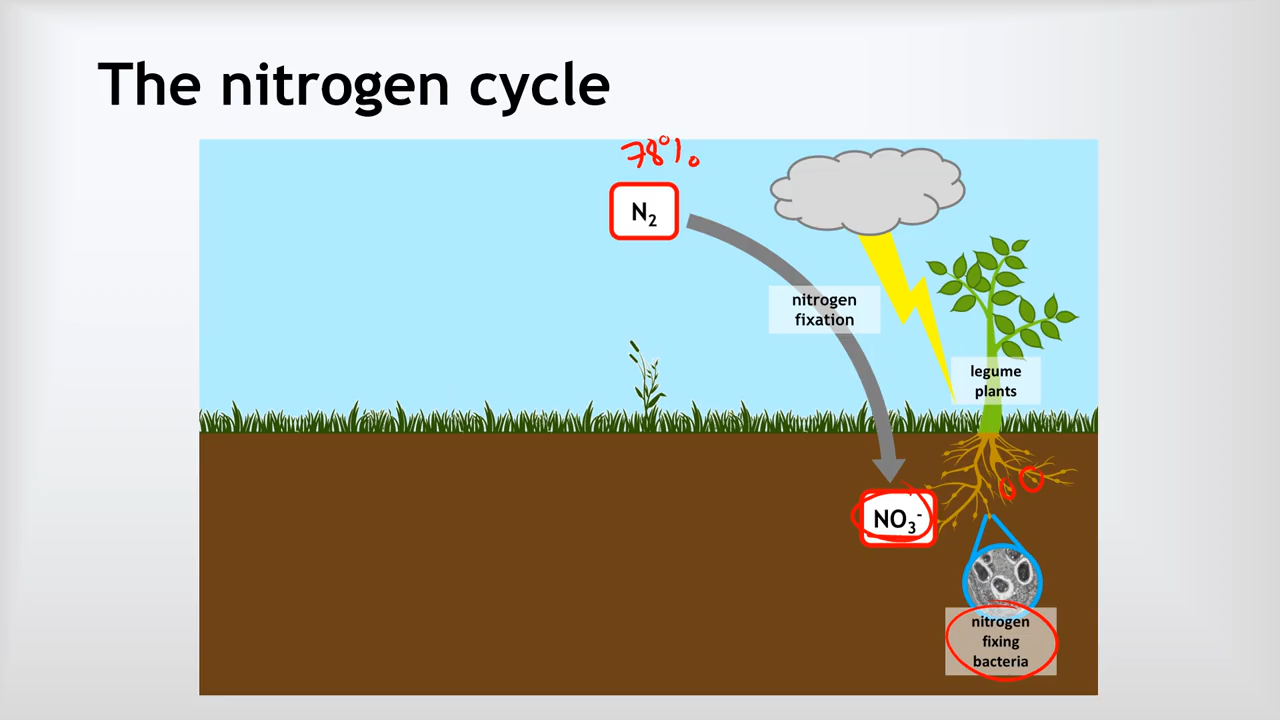 The nitrogen cycle
78%
N₂
nitrogen
fixation
legume
plants
NO₃⁻
nitrogen
fixing
bacteria